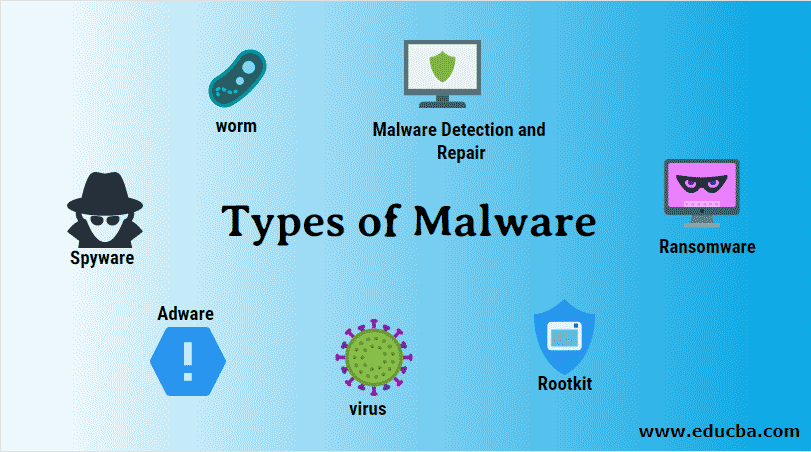 worm
Malware Detection and
Repair
Types of Malware
Spyware
Ransomware
Adware
virus
Rootkit
www.educba.com